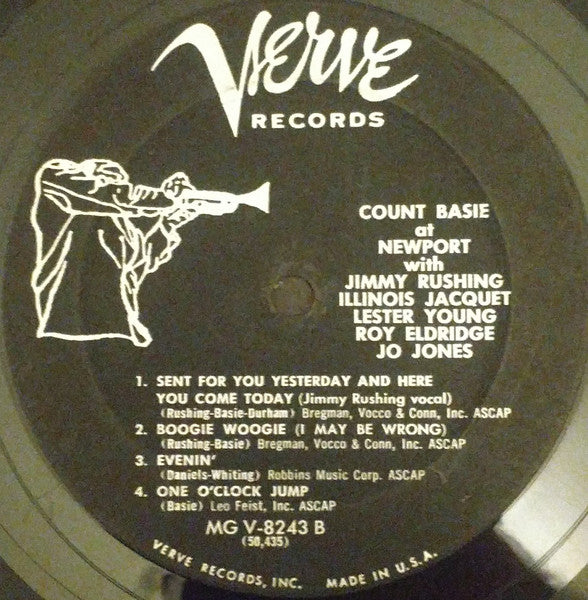 Verve
RECORDS
COUNT BASIE
at
NEWPORT
with
JIMMY RUSHING
ILLINOIS JACQUET
LESTER YOUNG
ROY ELDRIDGE
JO JONES
1. SENT FOR YOU YESTERDAY AND HERE
YOU COME TODAY (Jimmy Rushing vocal)
(Rushing-Basie-Durham) Bregman, Vocco & Conn, Inc. ASCAP
2. BOOGIE WOOGIE (I MAY BE WRONG)
(Rushing-Basie) Bregman, Vocco & Conn, Inc. ASCAP
3. EVENIN'
(Daniels-Whiting) Robbins Music Corp. ASCAP
4. ONE O'CLOCK JUMP
(Basie) Leo Feist, Inc. ASCAP
MG V-8243 B
(50,435)
VERVE RECORDS, INC. MADE IN U.S.A.